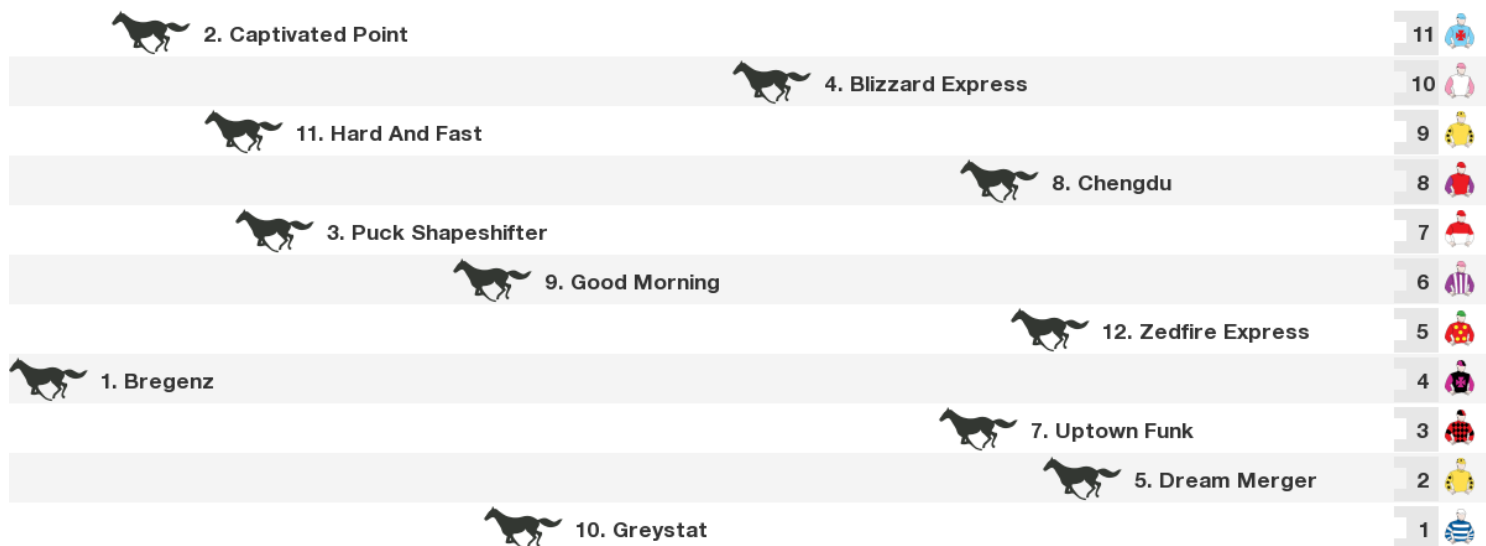 2. Captivated Point 11
4. Blizzard Express 10
11. Hard And Fast 9
8. Chengdu 8
3. Puck Shapeshifter 7
9. Good Morning 6
12. Zedfire Express 5
1. Bregenz 4
7. Uptown Funk 3
5. Dream Merger 2
10. Greystat 1